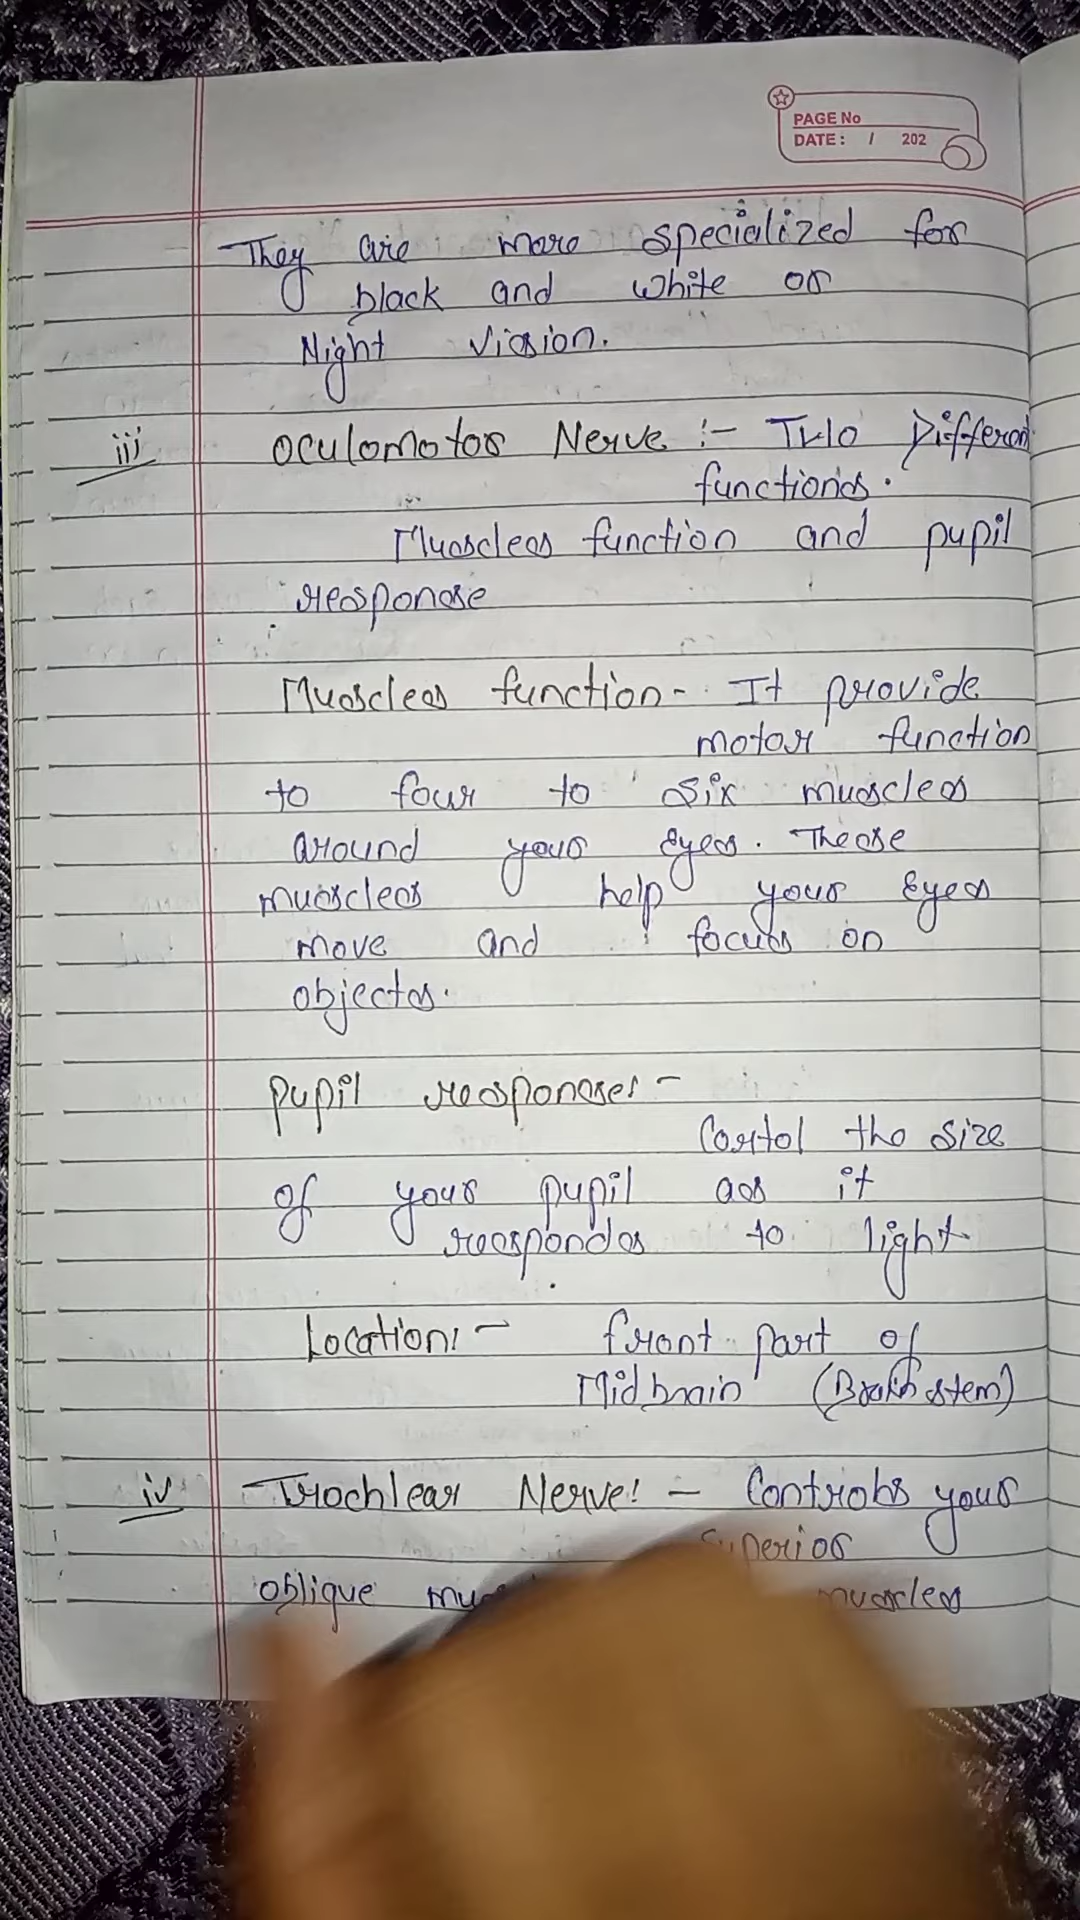 PAGE No
DATE: / 202
They are more specialized for
black and white or
Night Vision.
iii) Oculomotor Nerve :- Two Different
functions.
Muscles function and pupil
response
Muscles function - It provide
motor function
to four to six muscles
around your Eyes. These
muscles help your Eyes
move and focus on
objects.
Pupil response: -
Contol the size
of your pupil as it
responds to light
Location: - front part of
Midbrain (Brain stem)
iv) Trochlear Nerve: - Controls your
Superior
oblique muscles